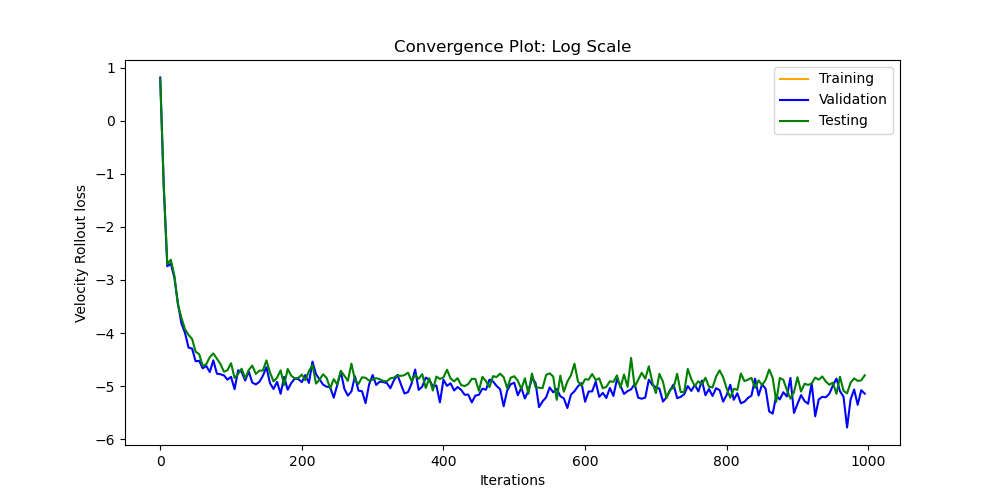 Convergence Plot: Log Scale
Training
Validation
Testing
Velocity Rollout loss
1
0
−1
−2
−3
−4
−5
−6
0 200 400 600 800 1000
Iterations